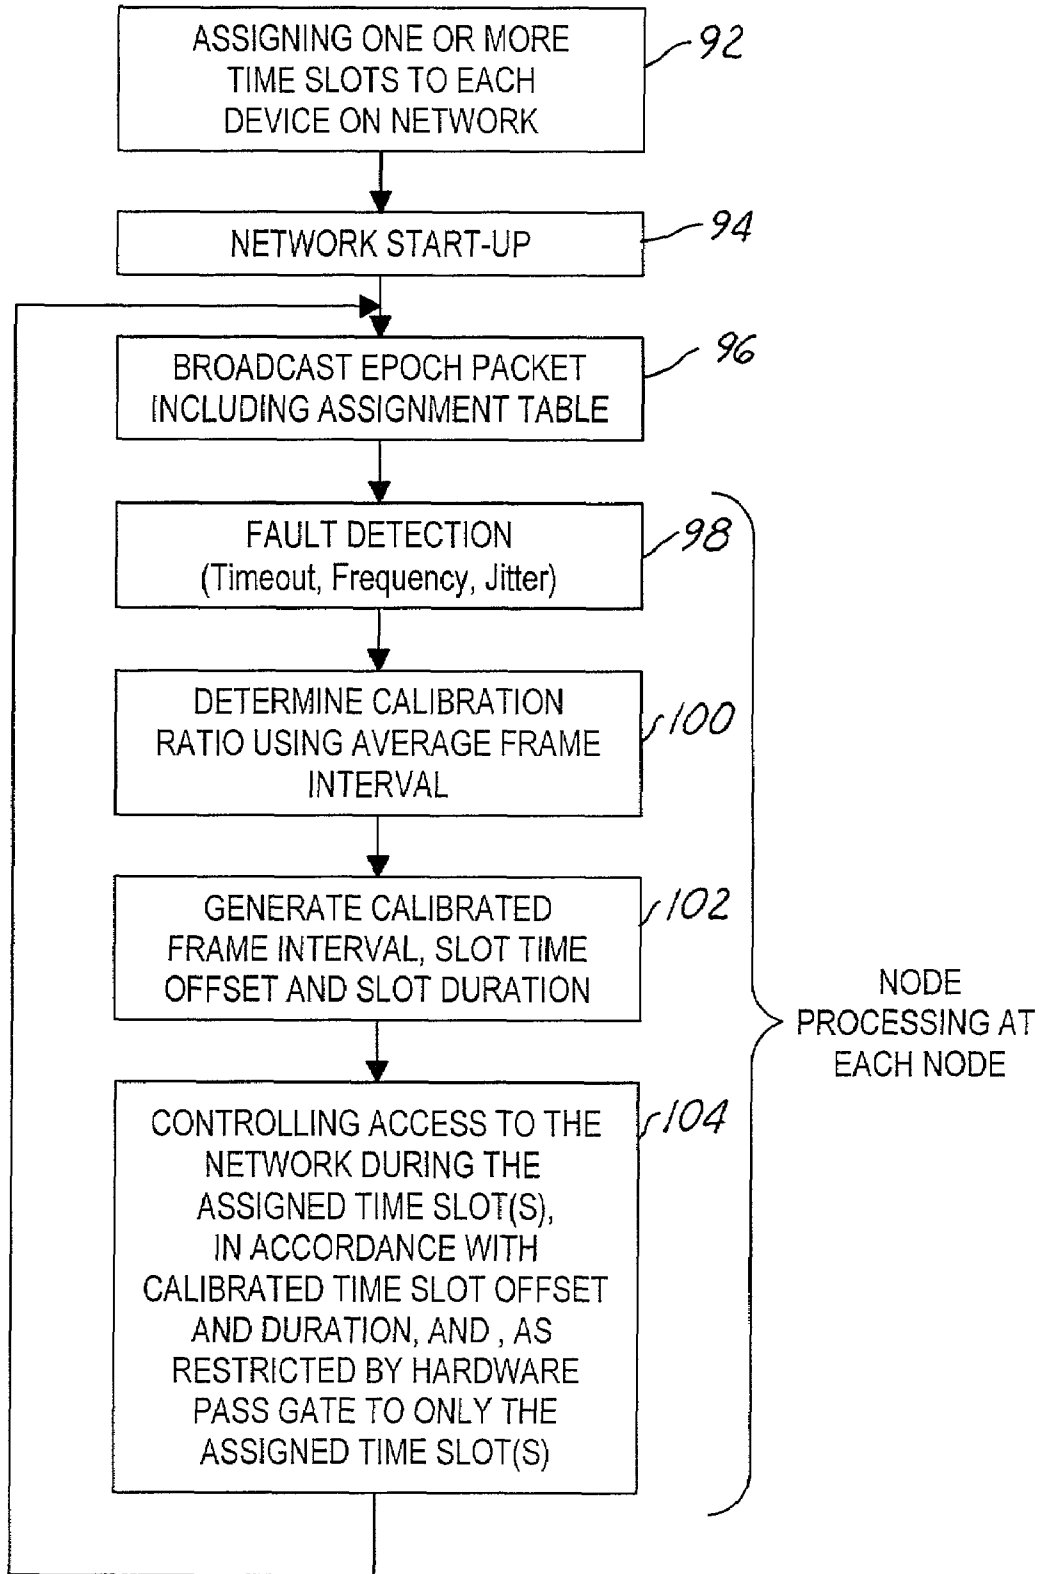 ASSIGNING ONE OR MORE
TIME SLOTS TO EACH
DEVICE ON NETWORK
92
NETWORK START-UP
94
BROADCAST EPOCH PACKET
INCLUDING ASSIGNMENT TABLE
96
FAULT DETECTION
(Timeout, Frequency, Jitter)
98
DETERMINE CALIBRATION
RATIO USING AVERAGE FRAME
INTERVAL
100
GENERATE CALIBRATED
FRAME INTERVAL, SLOT TIME
OFFSET AND SLOT DURATION
102
CONTROLLING ACCESS TO THE
NETWORK DURING THE
ASSIGNED TIME SLOT(S),
IN ACCORDANCE WITH
CALIBRATED TIME SLOT OFFSET
AND DURATION, AND , AS
RESTRICTED BY HARDWARE
PASS GATE TO ONLY THE
ASSIGNED TIME SLOT(S)
104
NODE
PROCESSING AT
EACH NODE